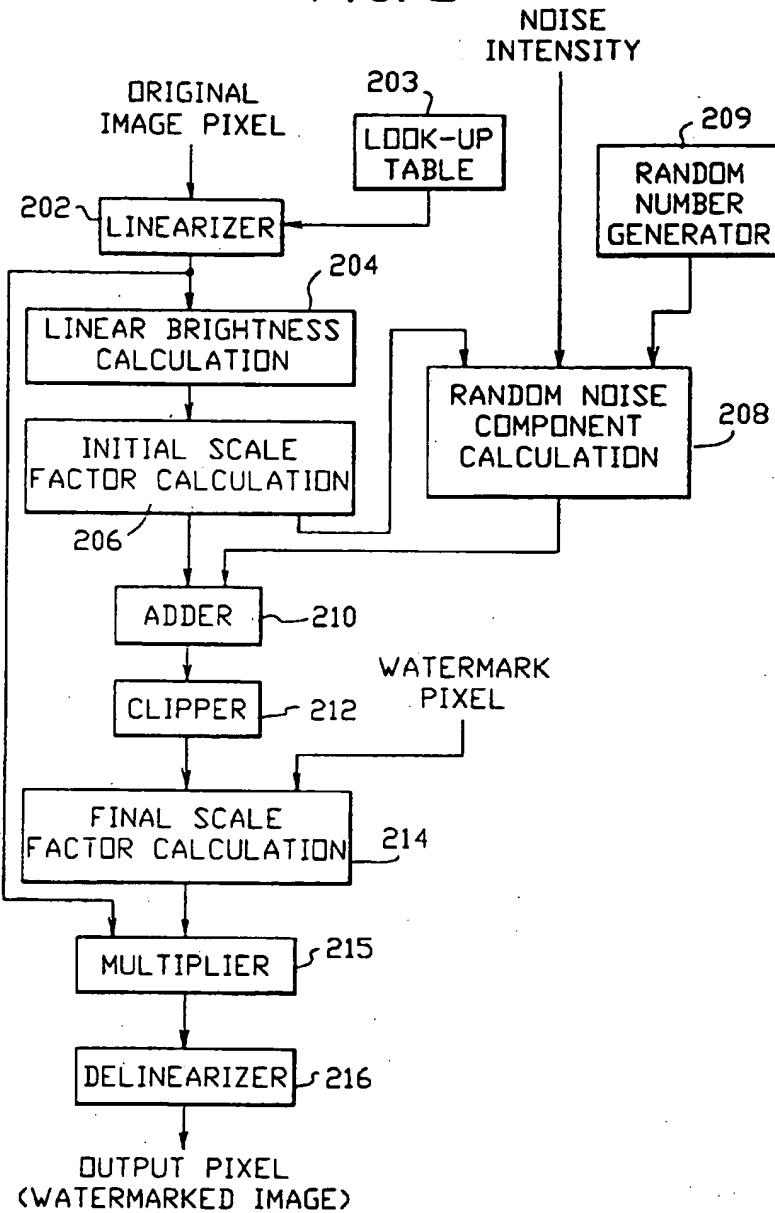 NOISE
INTENSITY
ORIGINAL
IMAGE PIXEL
203
LOOK-UP
TABLE
209
RANDOM
NUMBER
GENERATOR
202
LINEARIZER
204
LINEAR BRIGHTNESS
CALCULATION
RANDOM NOISE
COMPONENT
CALCULATION
208
INITIAL SCALE
FACTOR CALCULATION
206
ADDER
210
WATERMARK
PIXEL
CLIPPER
212
FINAL SCALE
FACTOR CALCULATION
214
MULTIPLIER
215
DELINEARIZER
216
OUTPUT PIXEL
(WATERMARKED IMAGE)